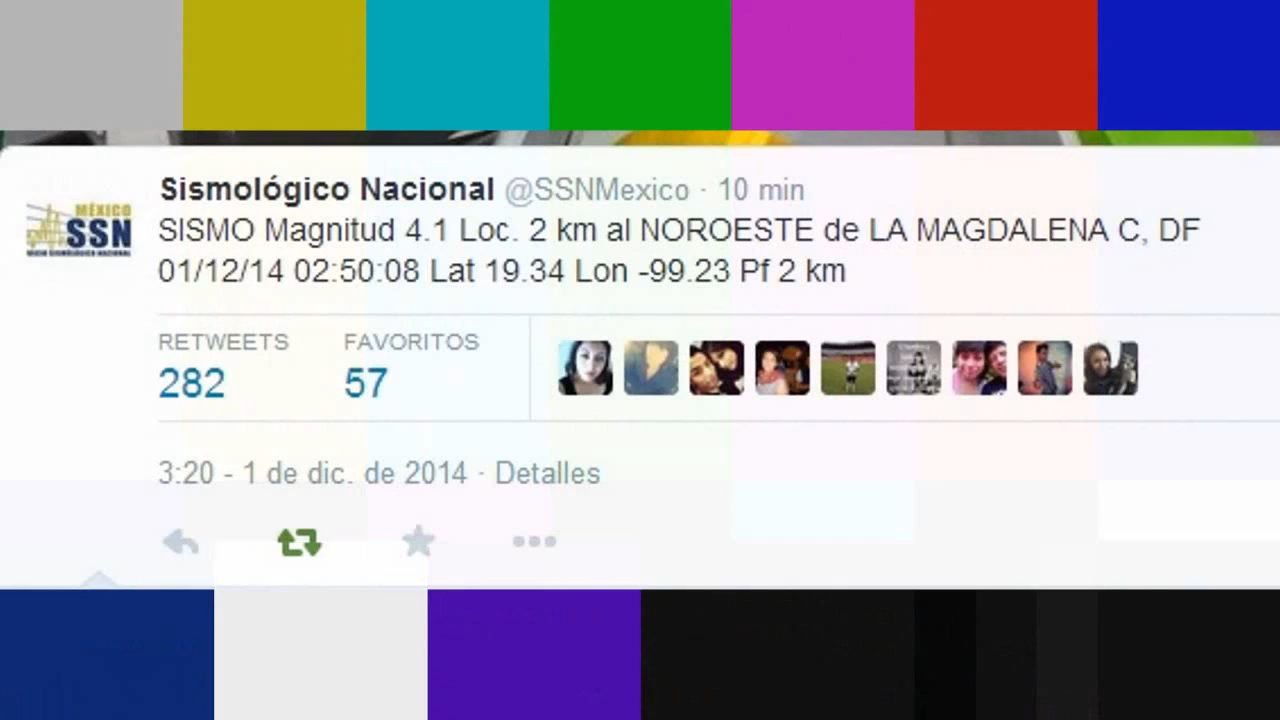 Sismológico Nacional @SSNMexico · 10 min
MÉXICO
SSN
SISMO Magnitud 4.1 Loc. 2 km al NOROESTE de LA MAGDALENA C, DF
01/12/14 02:50:08 Lat 19.34 Lon -99.23 Pf 2 km
RETWEETS FAVORITOS
282 57
3:20 - 1 de dic. de 2014 · Detalles